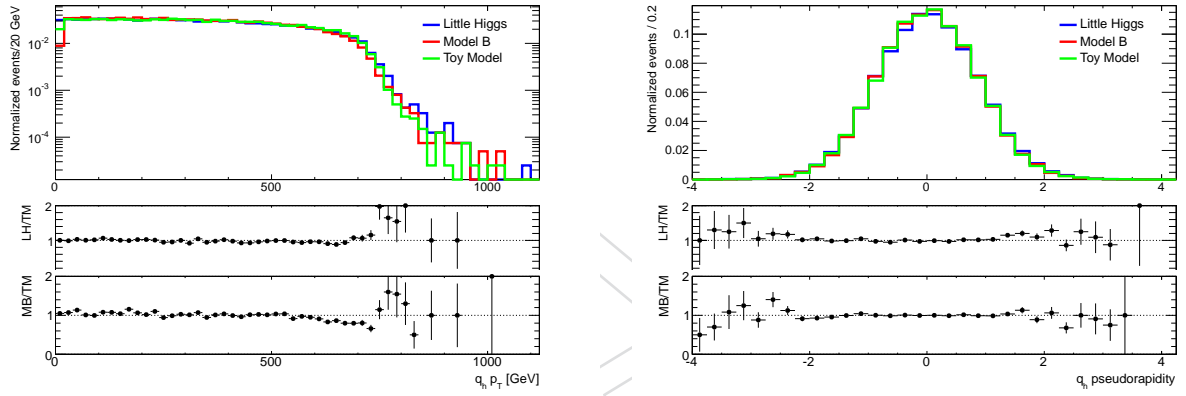 Normalized events/20 GeV
10⁻²
10⁻³
10⁻⁴
Little Higgs
Model B
Toy Model
0 500 1000
LH/TM
2
1
MB/TM
2
1
0
0 500 1000
q_h p_T [GeV]
Normalized events / 0.2
0.1
0.08
0.06
0.04
0.02
0
Little Higgs
Model B
Toy Model
-4 -2 0 2 4
LH/TM
2
1
MB/TM
2
1
0
-4 -2 0 2 4
q_h pseudorapidity